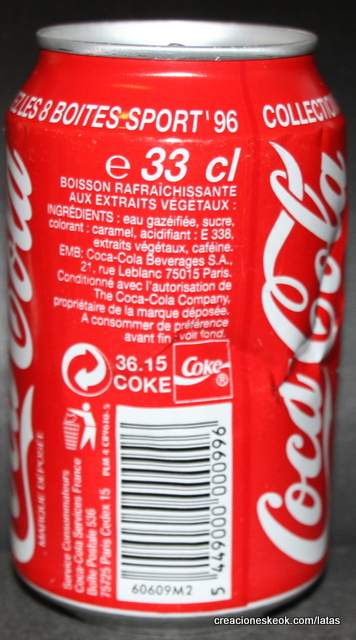 LES 8 BOITES SPORT '96
COLLECTION
e 33 cl
BOISSON RAFRAÎCHISSANTE
AUX EXTRAITS VEGETAUX :
INGRÉDIENTS : eau gazéifiée, sucre,
colorant : caramel, acidifiant : E 338,
extraits végétaux, caféine.
EMB: Coca-Cola Beverages S.A.,
21, rue Leblanc 75015 Paris.
Conditionné avec l'autorisation de
The Coca-Cola Company,
propriétaire de la marque déposée.
A consommer de préférence
avant fin : voir fond.
36.15
COKE
Coke
®
Coca-Cola
Coca-Cola
MARQUE DEPOSEE
Service Consommateurs
Coca-Cola Services France
Boîte Postale 536
75725 Paris Cedex 15
5 449000 000996
60609M2
creacioneskeok.com/latas